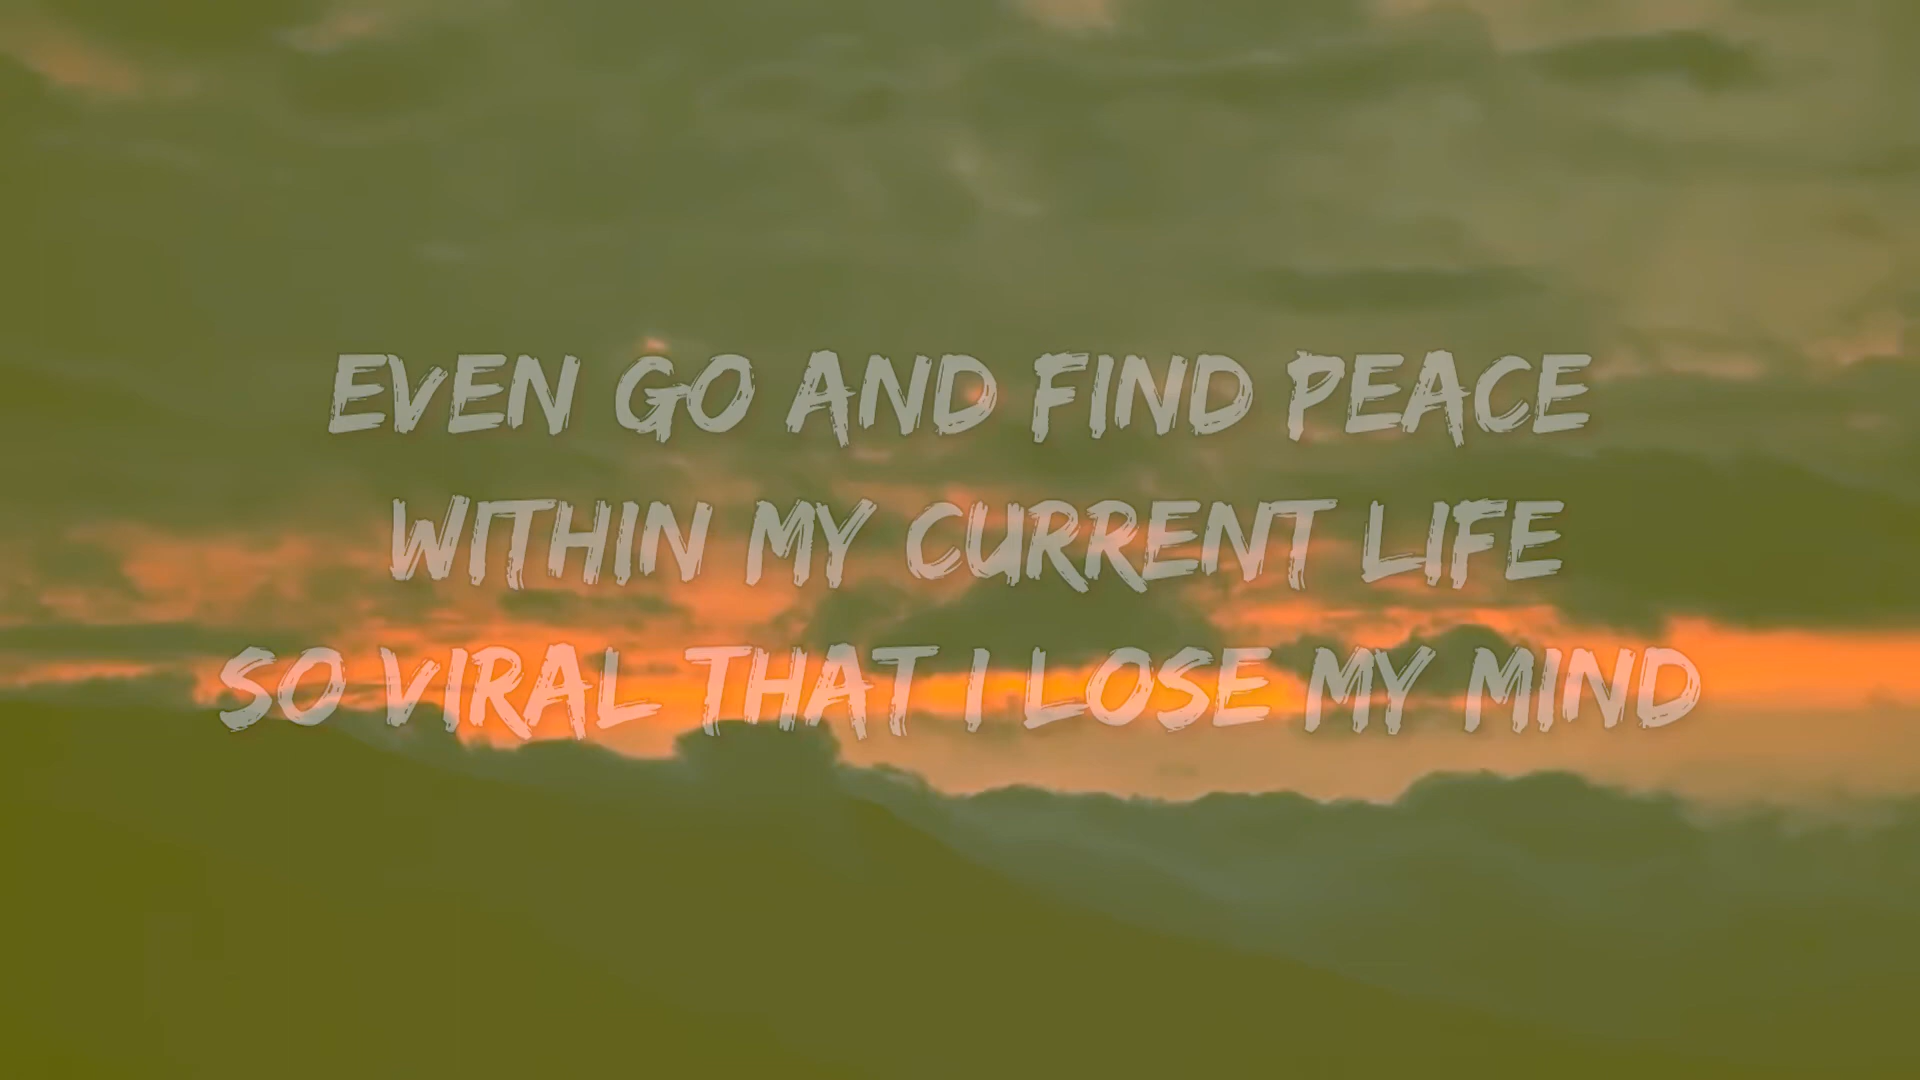 EVEN GO AND FIND PEACE
WITHIN MY CURRENT LIFE
SO VIRAL THAT I LOSE MY MIND